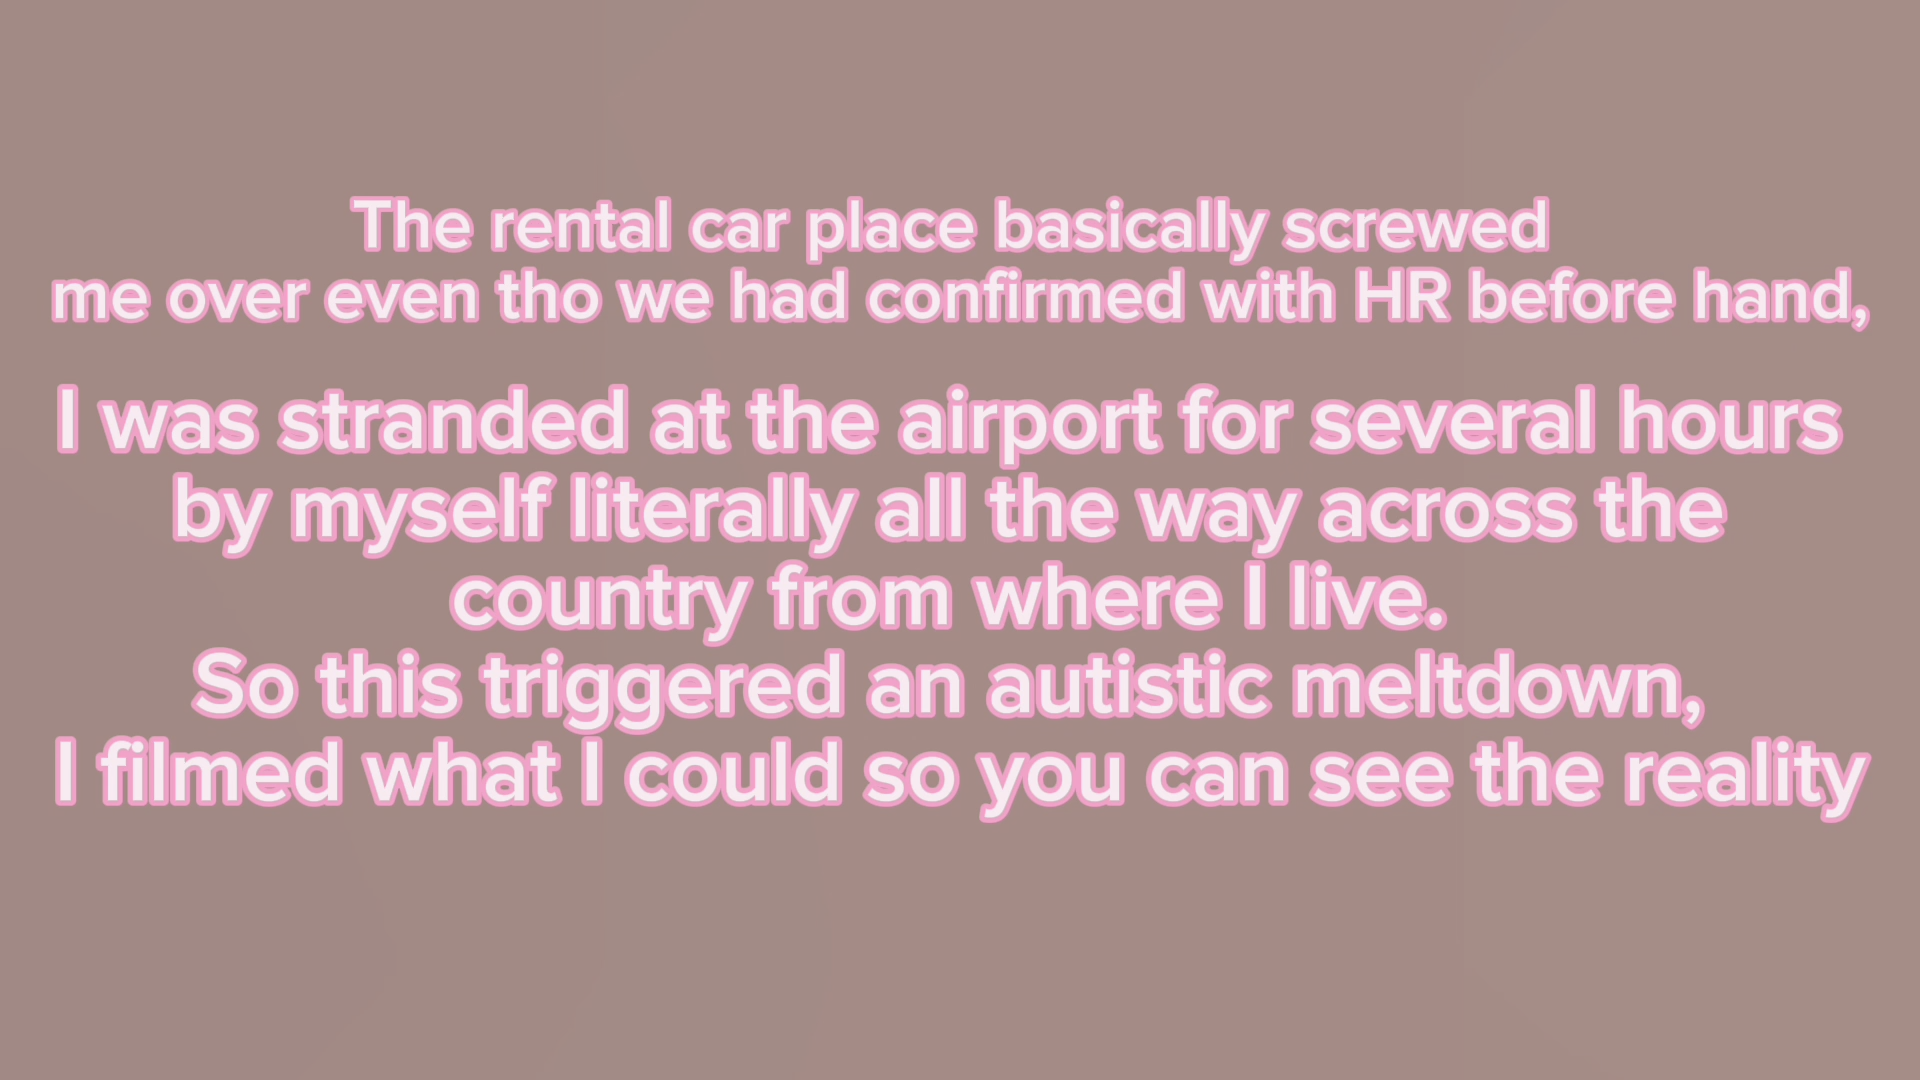 The rental car place basically screwed
me over even tho we had confirmed with HR before hand,
I was stranded at the airport for several hours
by myself literally all the way across the
country from where I live.
So this triggered an autistic meltdown,
I filmed what I could so you can see the reality